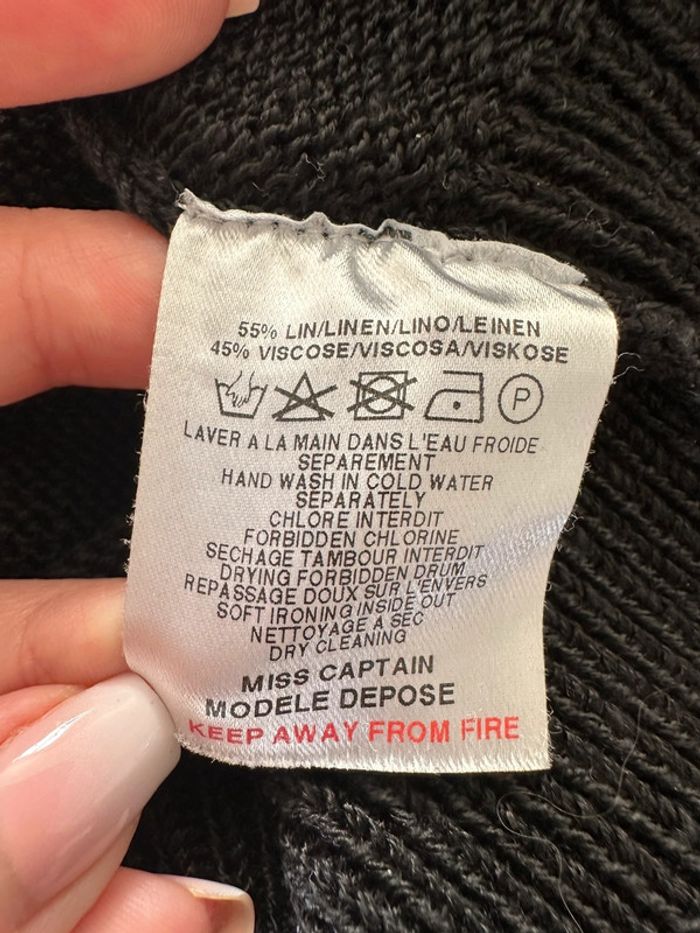 55% LIN/LINEN/LINO/LEINEN
45% VISCOSE/VISCOSA/VISKOSE
P
LAVER A LA MAIN DANS L'EAU FROIDE
SEPAREMENT
HAND WASH IN COLD WATER
SEPARATELY
CHLORE INTERDIT
FORBIDDEN CHLORINE
SECHAGE TAMBOUR INTERDIT
DRYING FORBIDDEN DRUM
REPASSAGE DOUX SUR L'ENVERS
SOFT IRONING INSIDE OUT
NETTOYAGE A SEC
DRY CLEANING
MISS CAPTAIN
MODELE DEPOSE
KEEP AWAY FROM FIRE